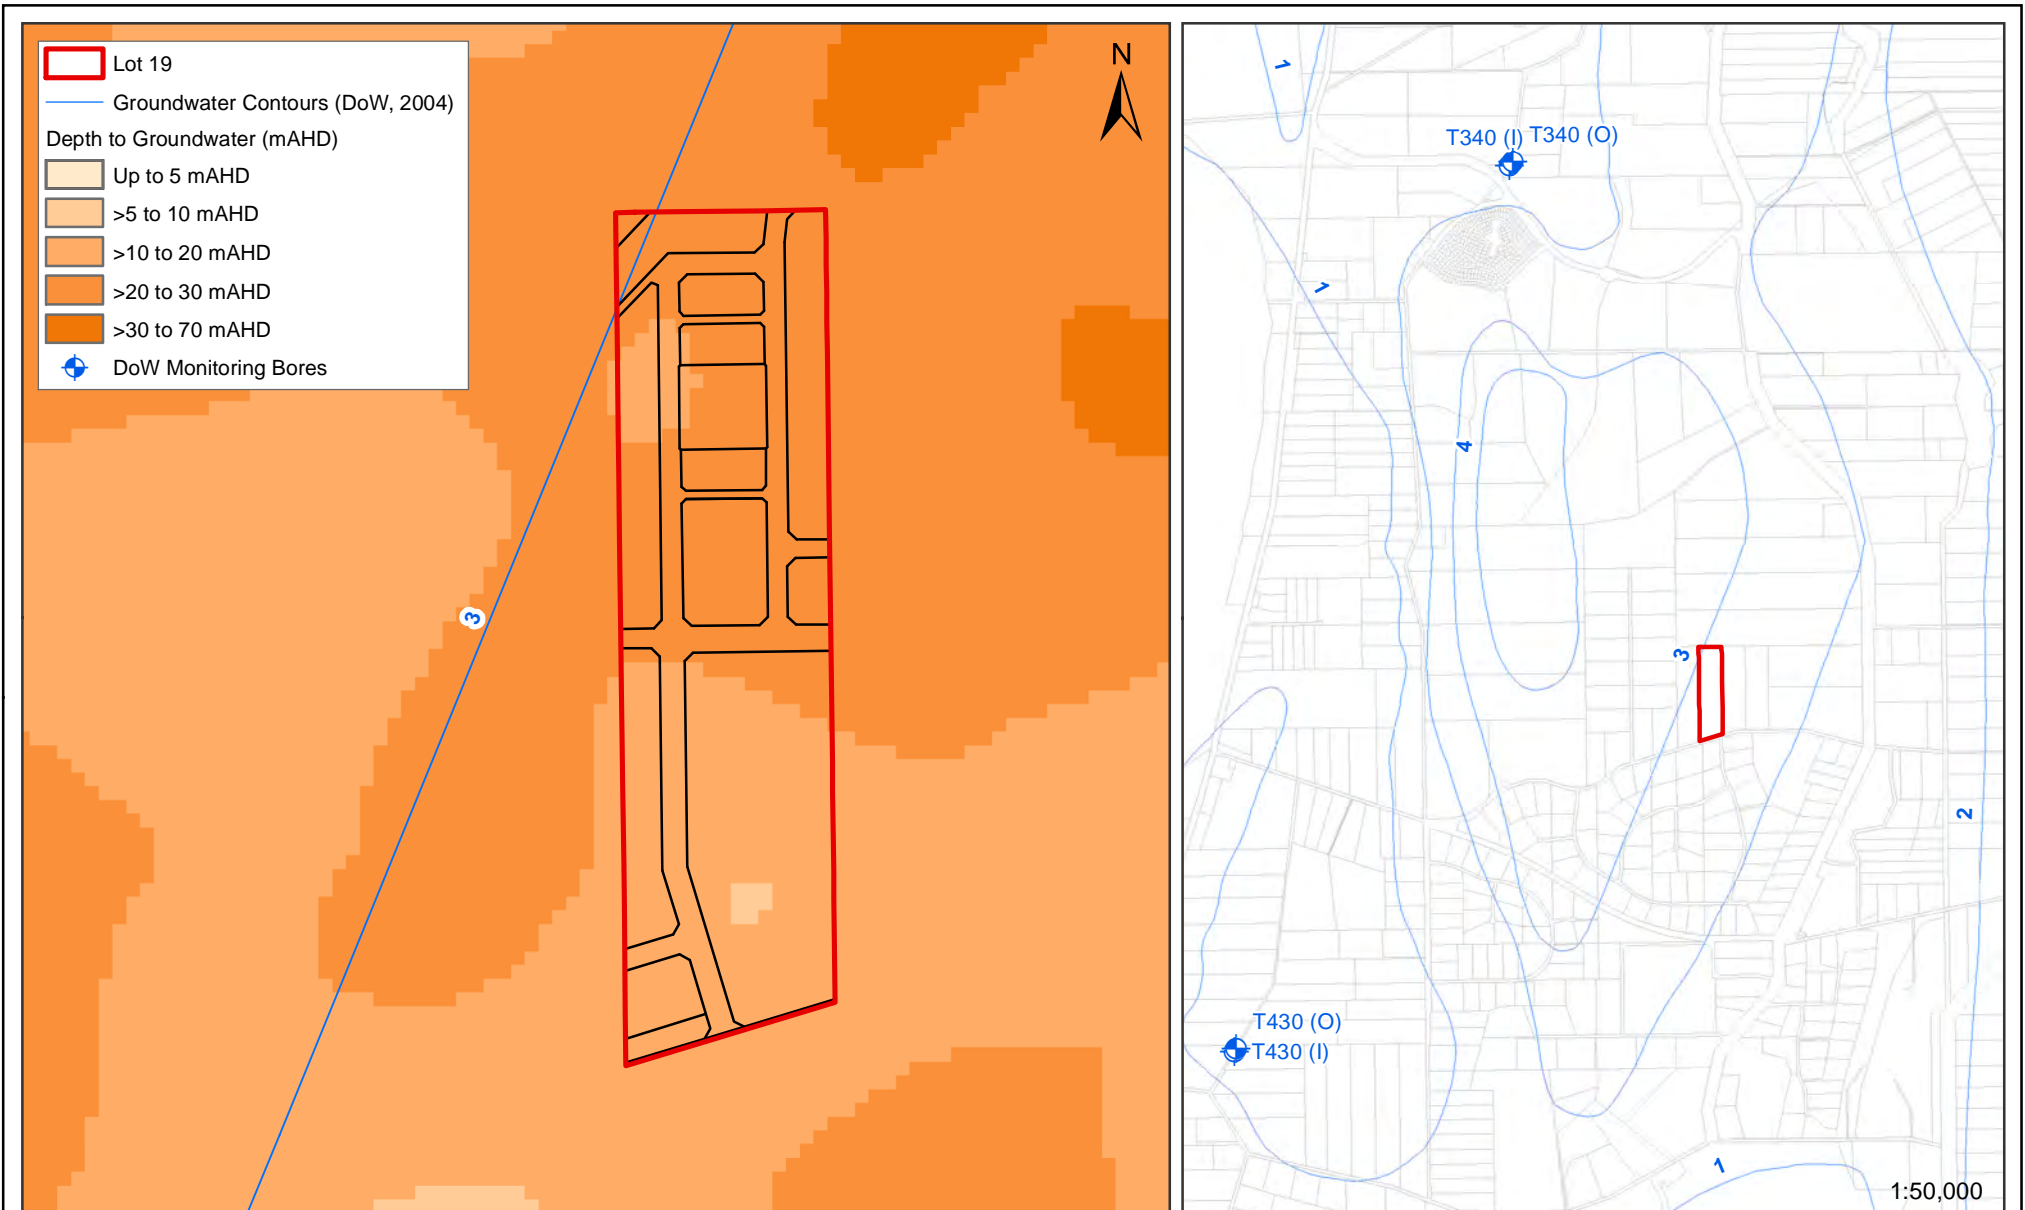 Lot 19
Groundwater Contours (DoW, 2004)
Depth to Groundwater (mAHD)
Up to 5 mAHD
>5 to 10 mAHD
>10 to 20 mAHD
>20 to 30 mAHD
>30 to 70 mAHD
DoW Monitoring Bores
N
3
1
T340 (I) T340 (O)
1
4
3
2
T430 (O)
T430 (I)
1
1:50,000